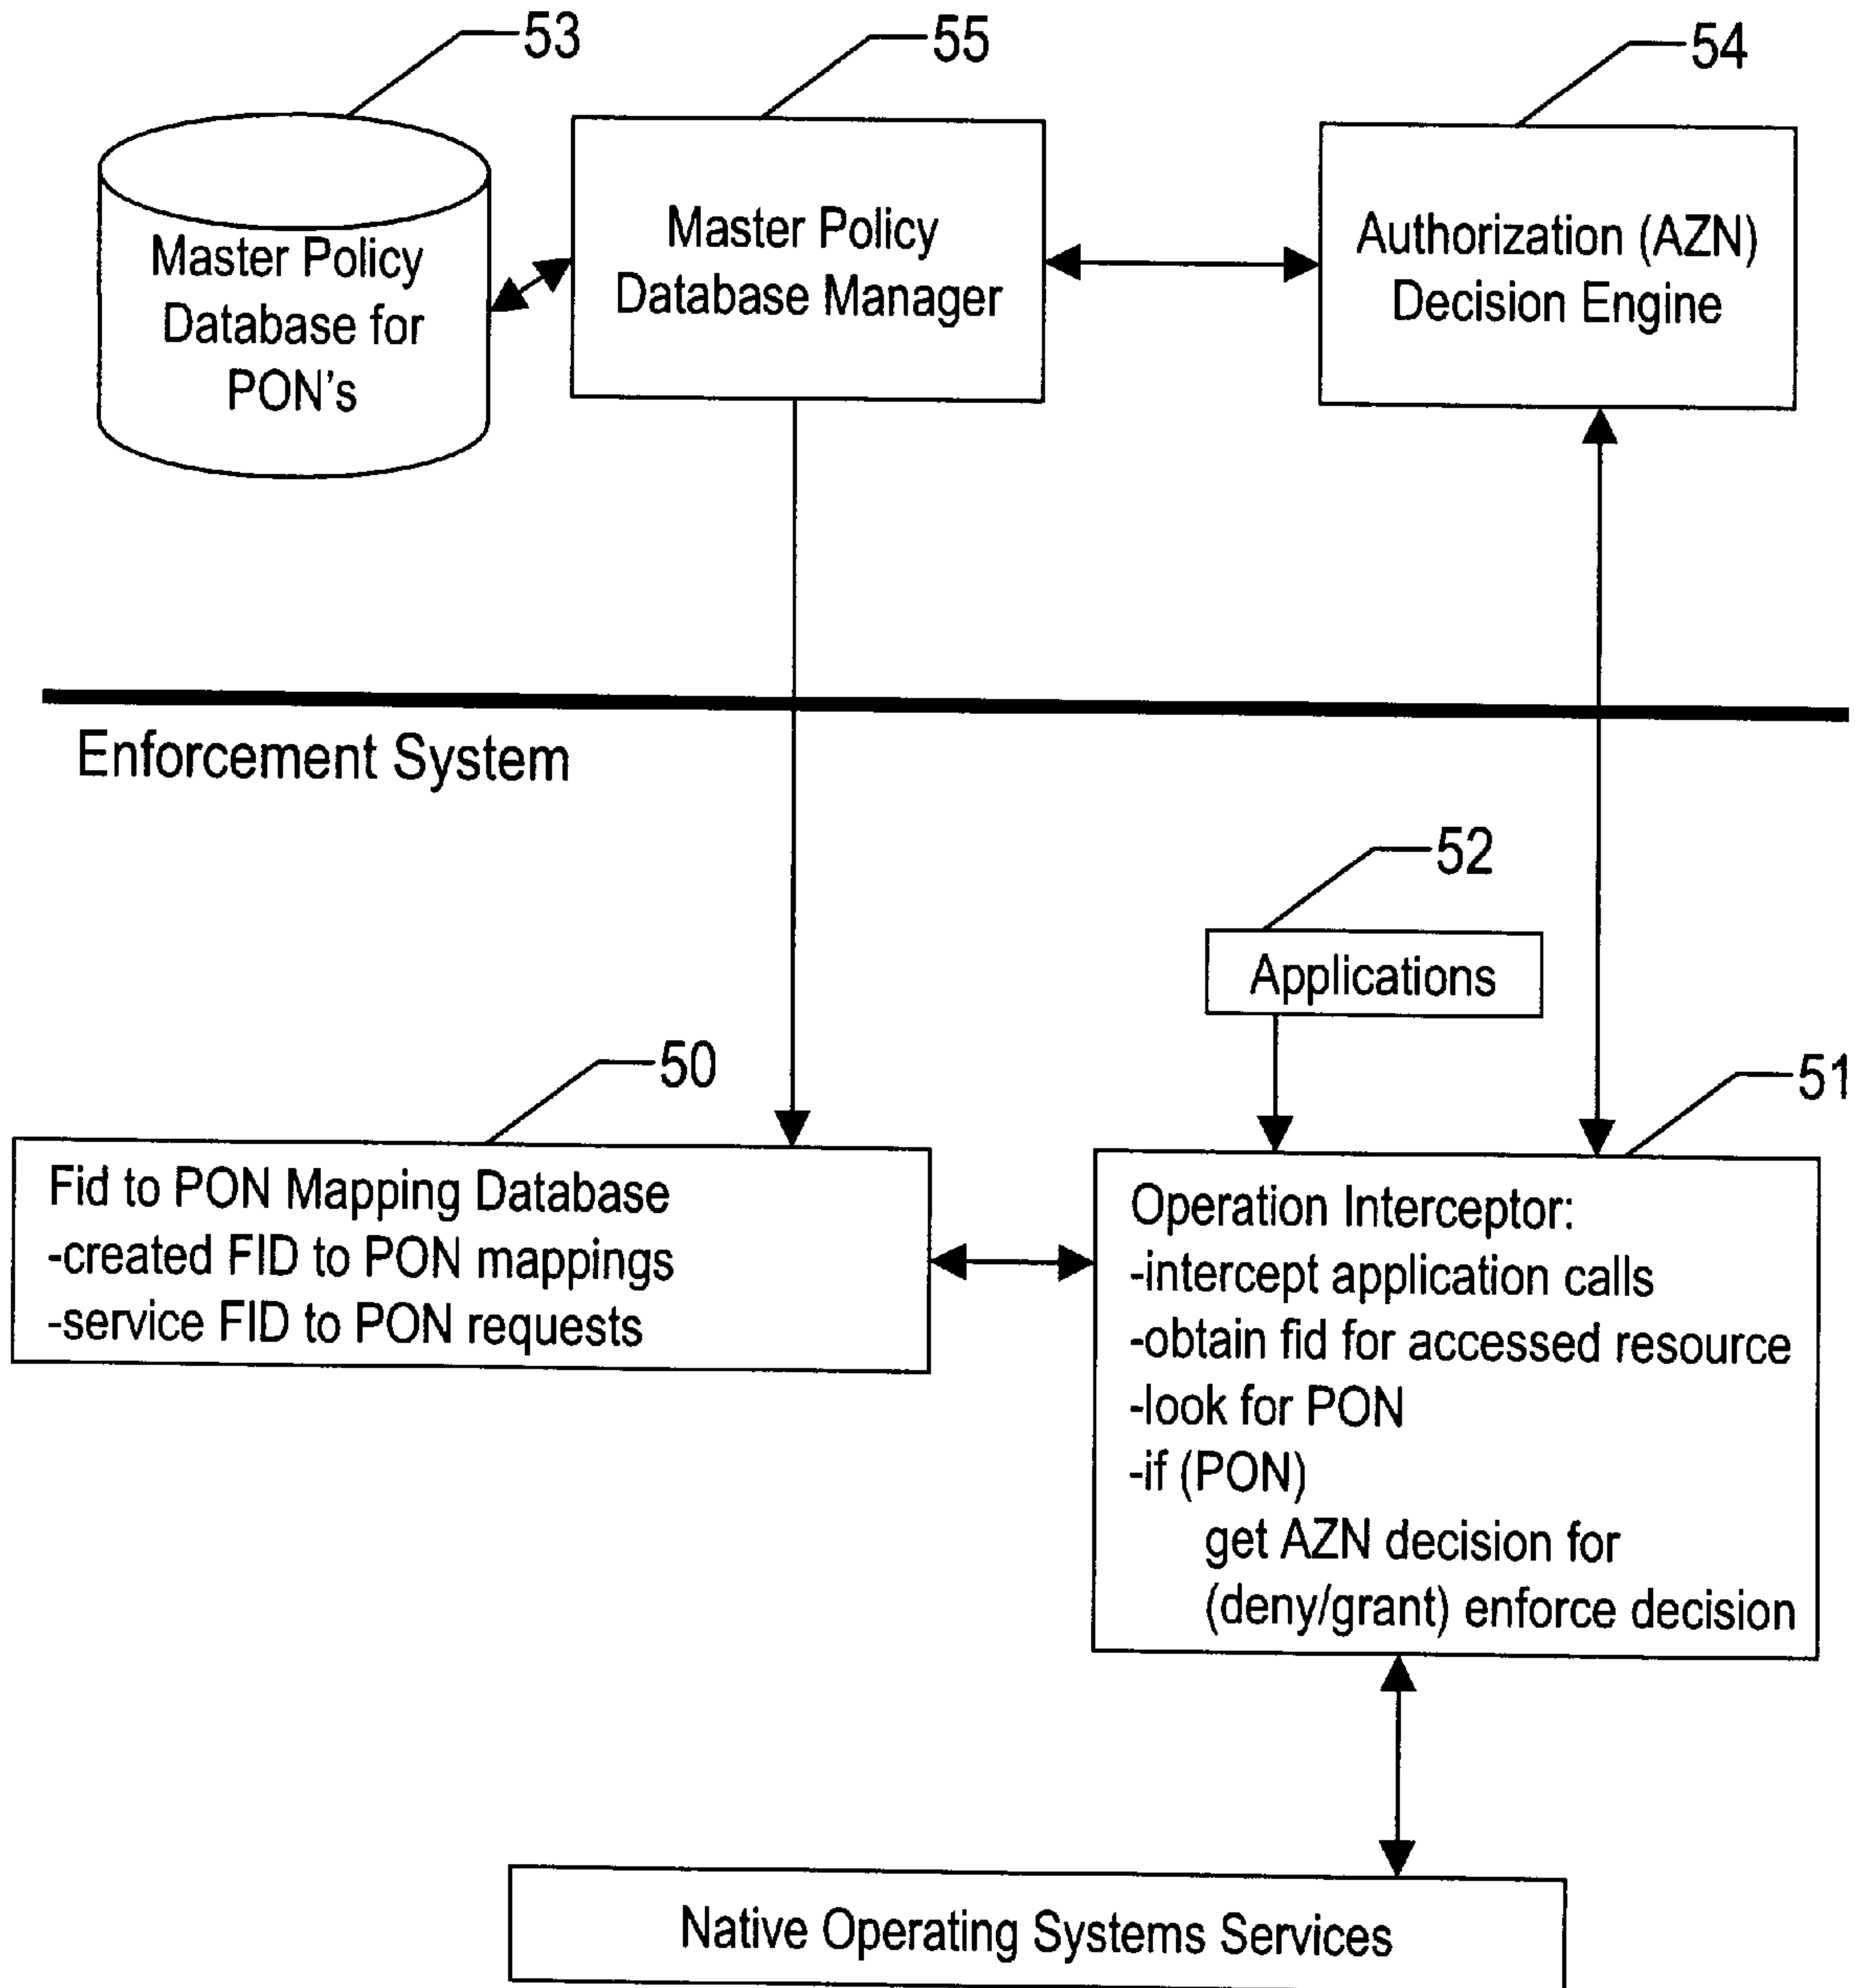 53
55
54
Master Policy
Database for
PON's
Master Policy
Database Manager
Authorization (AZN)
Decision Engine
Enforcement System
52
Applications
50
51
Fid to PON Mapping Database
-created FID to PON mappings
-service FID to PON requests
Operation Interceptor:
-intercept application calls
-obtain fid for accessed resource
-look for PON
-if (PON)
get AZN decision for
(deny/grant) enforce decision
Native Operating Systems Services